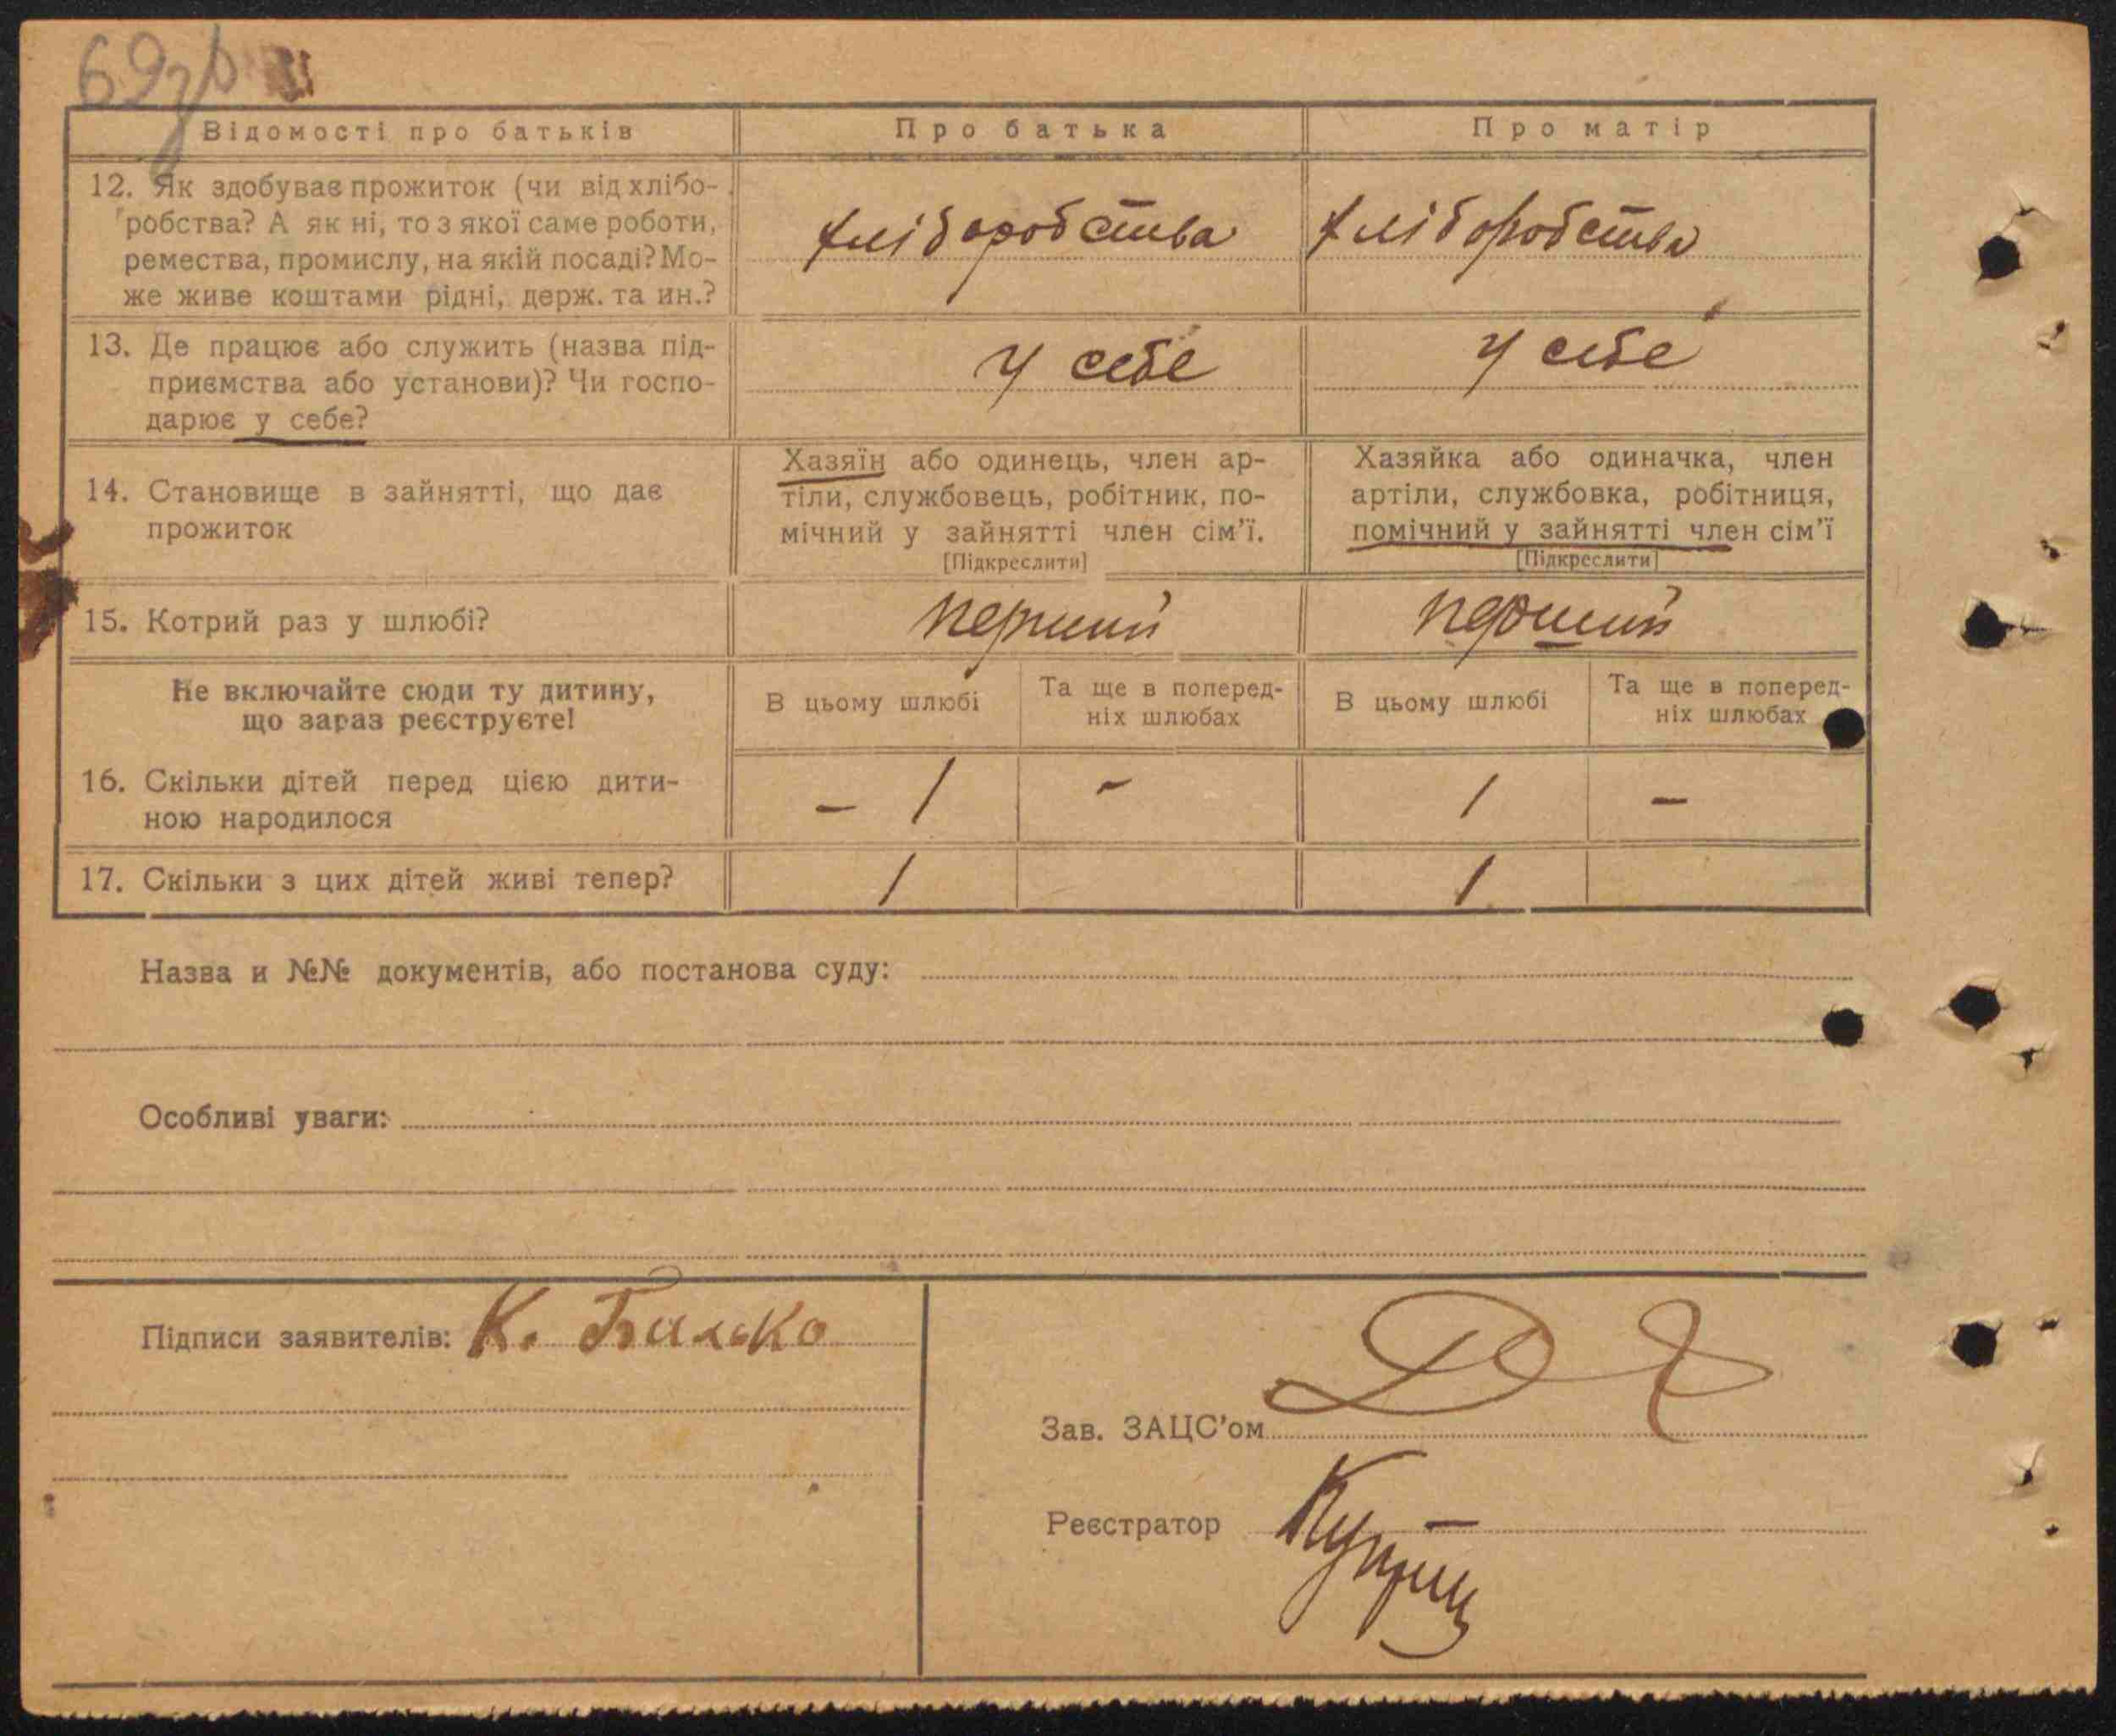 69зв
Відомості про батьків
Про батька
Про матір
12. Як здобуває прожиток (чи від хлібо-
робства? А як ні, то з якої саме роботи,
ремества, промислу, на якій посаді? Мо-
же живе коштами рідні, держ. та ин.?
хліборобства
хліборобства
13. Де працює або служить (назва під-
приємства або установи)? Чи госпо-
дарює у себе?
у себе
у себе
14. Становище в зайнятті, що дає
прожиток
Хазяїн або одинець, член ар-
тіли, службовець, робітник, по-
мічний у зайнятті член сім'ї.
[Підкреслити]
Хазяйка або одиначка, член
артіли, службовка, робітниця,
помічний у зайнятті член сім'ї
[Підкреслити]
15. Котрий раз у шлюбі?
перший
перший
Не включайте сюди ту дитину,
що зараз реєструєте!
В цьому шлюбі
Та ще в поперед-
ніх шлюбах
В цьому шлюбі
Та ще в поперед-
ніх шлюбах
16. Скільки дітей перед цією дити-
ною народилося
– 1
–
1
–
17. Скільки з цих дітей живі тепер?
1
1
Назва и №№ документів, або постанова суду:
Особливі уваги:
Підписи заявителів: К. Балько
Зав. ЗАЦС'ом
Реєстратор